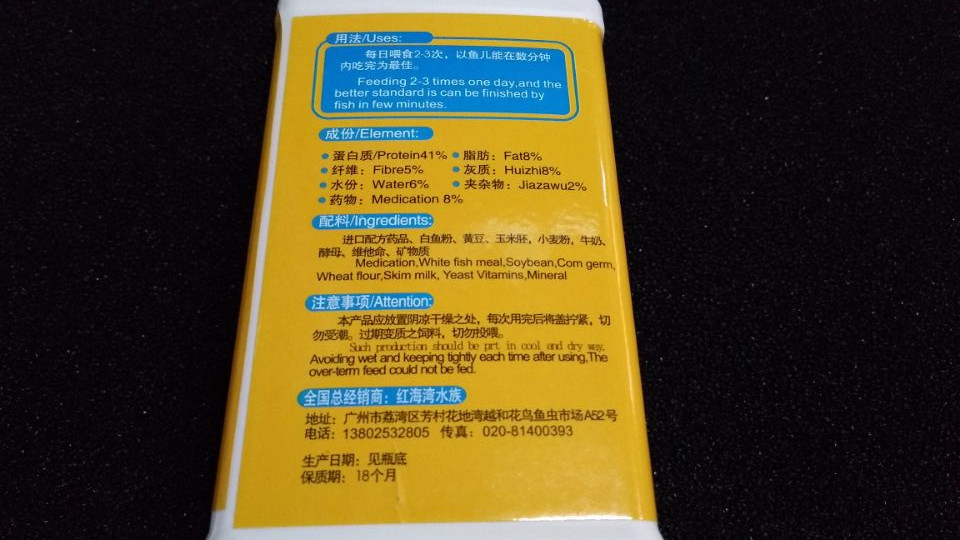 用法/Uses:
每日喂食2-3次，以鱼儿能在数分钟
内吃完为最佳。
Feeding 2-3 times one day,and the
better standard is can be finished by
fish in few minutes.
成份/Element:
●蛋白质/Protein41% ●脂肪：Fat8%
●纤维：Fibre5% ●灰质：Huizhi8%
●水份：Water6% ●夹杂物：Jiazawu2%
●药物：Medication 8%
配料/Ingredients:
进口配方药品、白鱼粉、黄豆、玉米胚，小麦粉，牛奶、
酵母、维他命、矿物质
Medication,White fish meal,Soybean,Corn germ,
Wheat flour,Skim milk, Yeast Vitamins,Mineral
注意事项/Attention:
本产品应放置阴凉干燥之处，每次用完后将盖拧紧，切
勿受潮。过期变质之饲料，切勿投喂。
Such production should be prt in cool and dry way,
Avoiding wet and keeping tightly each time after using,The
over-term feed could not be fed.
全国总经销商：红海湾水族
地址：广州市荔湾区芳村花地湾越和花鸟鱼虫市场A52号
电话：13802532805 传真：020-81400393
生产日期：见瓶底
保质期：18个月